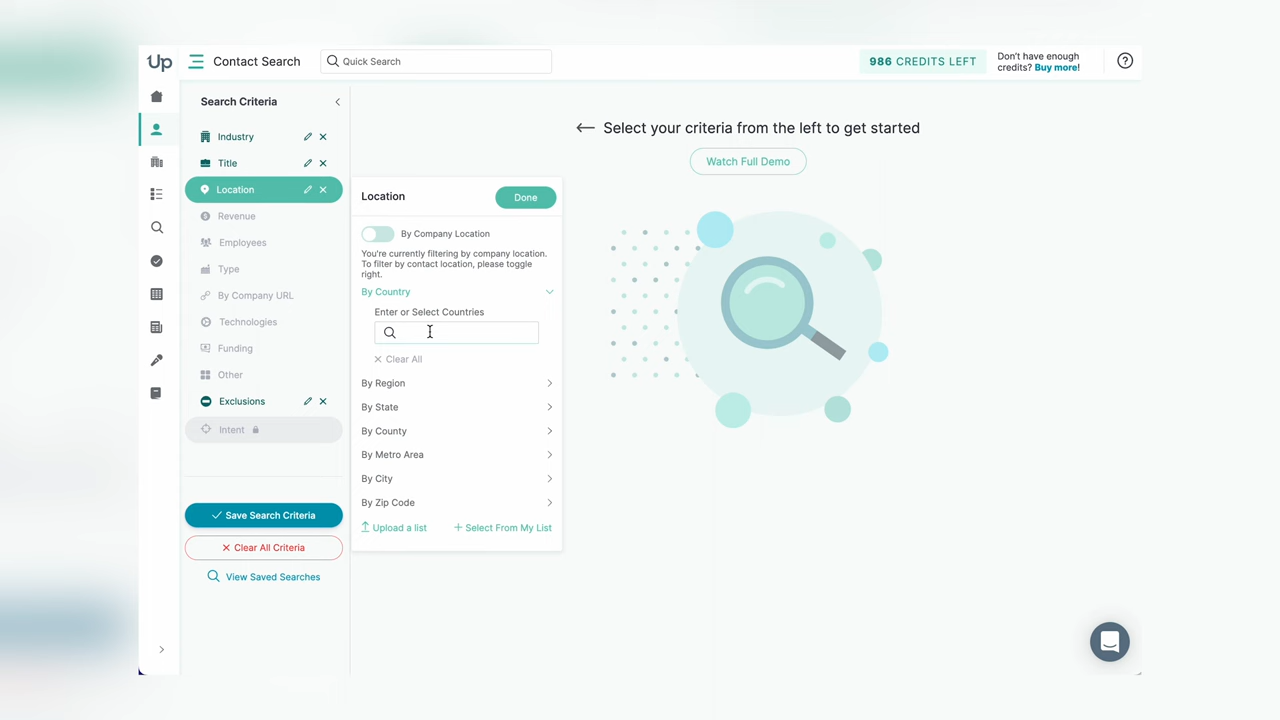 Up
Contact Search
Quick Search
986 CREDITS LEFT
Don't have enough
credits? Buy more!
Search Criteria
Industry
Title
Location
Revenue
Employees
Type
By Company URL
Technologies
Funding
Other
Exclusions
Intent
Save Search Criteria
Clear All Criteria
View Saved Searches
Location
Done
By Company Location
You're currently filtering by company location.
To filter by contact location, please toggle
right.
By Country
Enter or Select Countries
Clear All
By Region
By State
By County
By Metro Area
By City
By Zip Code
Upload a list
Select From My List
Select your criteria from the left to get started
Watch Full Demo